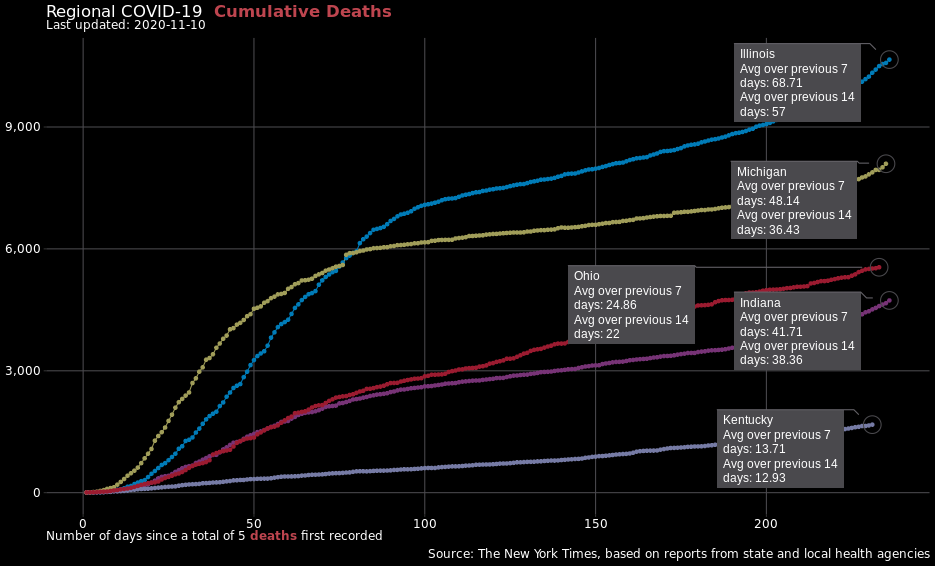 Regional COVID-19 Cumulative Deaths
Last updated: 2020-11-10
Illinois
Avg over previous 7
days: 68.71
Avg over previous 14
days: 57
9,000
Michigan
Avg over previous 7
days: 48.14
Avg over previous 14
days: 36.43
6,000
Ohio
Avg over previous 7
days: 24.86
Avg over previous 14
days: 22
Indiana
Avg over previous 7
days: 41.71
Avg over previous 14
days: 38.36
3,000
Kentucky
Avg over previous 7
days: 13.71
Avg over previous 14
days: 12.93
0
0 50 100 150 200
Number of days since a total of 5 deaths first recorded
Source: The New York Times, based on reports from state and local health agencies